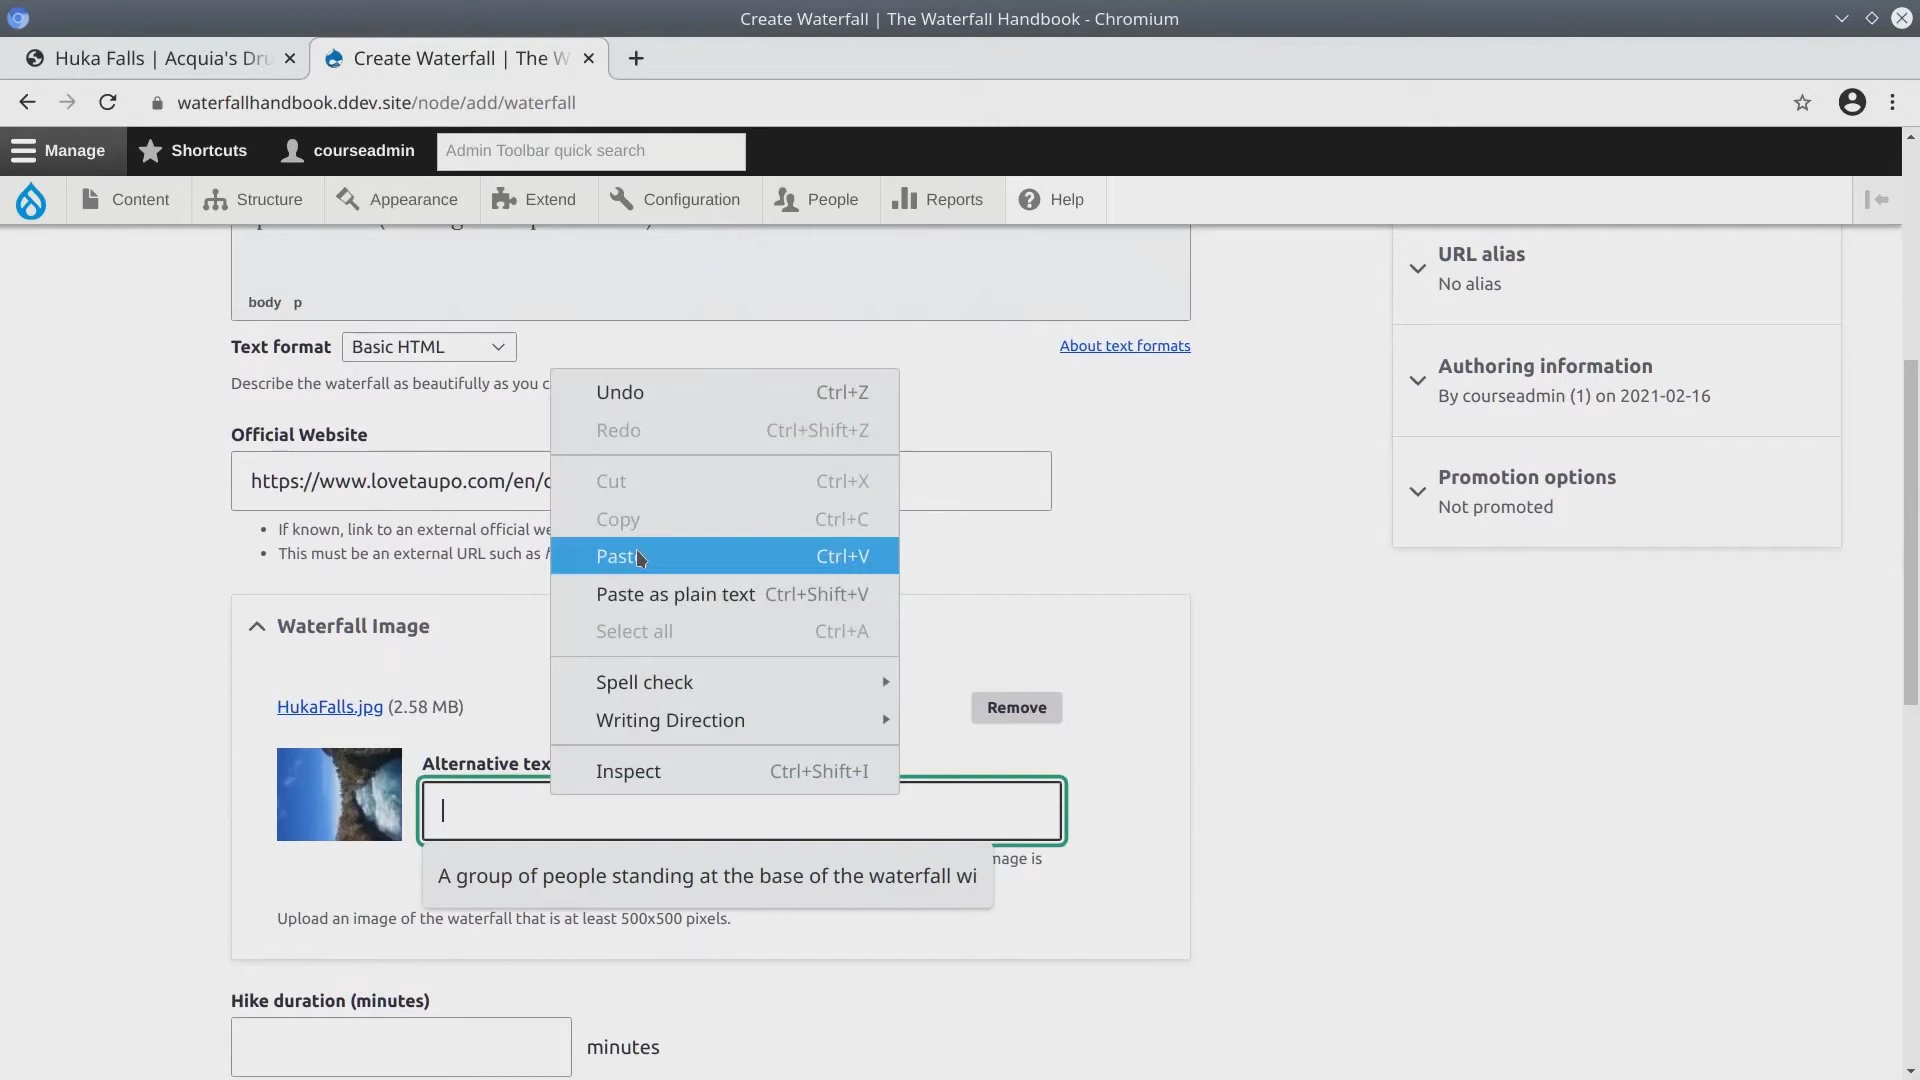 Create Waterfall | The Waterfall Handbook - Chromium
Huka Falls | Acquia's Dru
Create Waterfall | The W
waterfallhandbook.ddev.site/node/add/waterfall
Manage
Shortcuts
courseadmin
Admin Toolbar quick search
Content
Structure
Appearance
Extend
Configuration
People
Reports
Help
body p
Text format
Basic HTML
About text formats
Describe the waterfall as beautifully as you c
Official Website
https://www.lovetaupo.com/en/
If known, link to an external official we
This must be an external URL such as
Undo Ctrl+Z
Redo Ctrl+Shift+Z
Cut Ctrl+X
Copy Ctrl+C
Paste Ctrl+V
Paste as plain text Ctrl+Shift+V
Select all Ctrl+A
Spell check
Writing Direction
Inspect Ctrl+Shift+I
Waterfall Image
HukaFalls.jpg (2.58 MB)
Remove
Alternative tex
mage is
A group of people standing at the base of the waterfall wi
Upload an image of the waterfall that is at least 500x500 pixels.
Hike duration (minutes)
minutes
URL alias
No alias
Authoring information
By courseadmin (1) on 2021-02-16
Promotion options
Not promoted